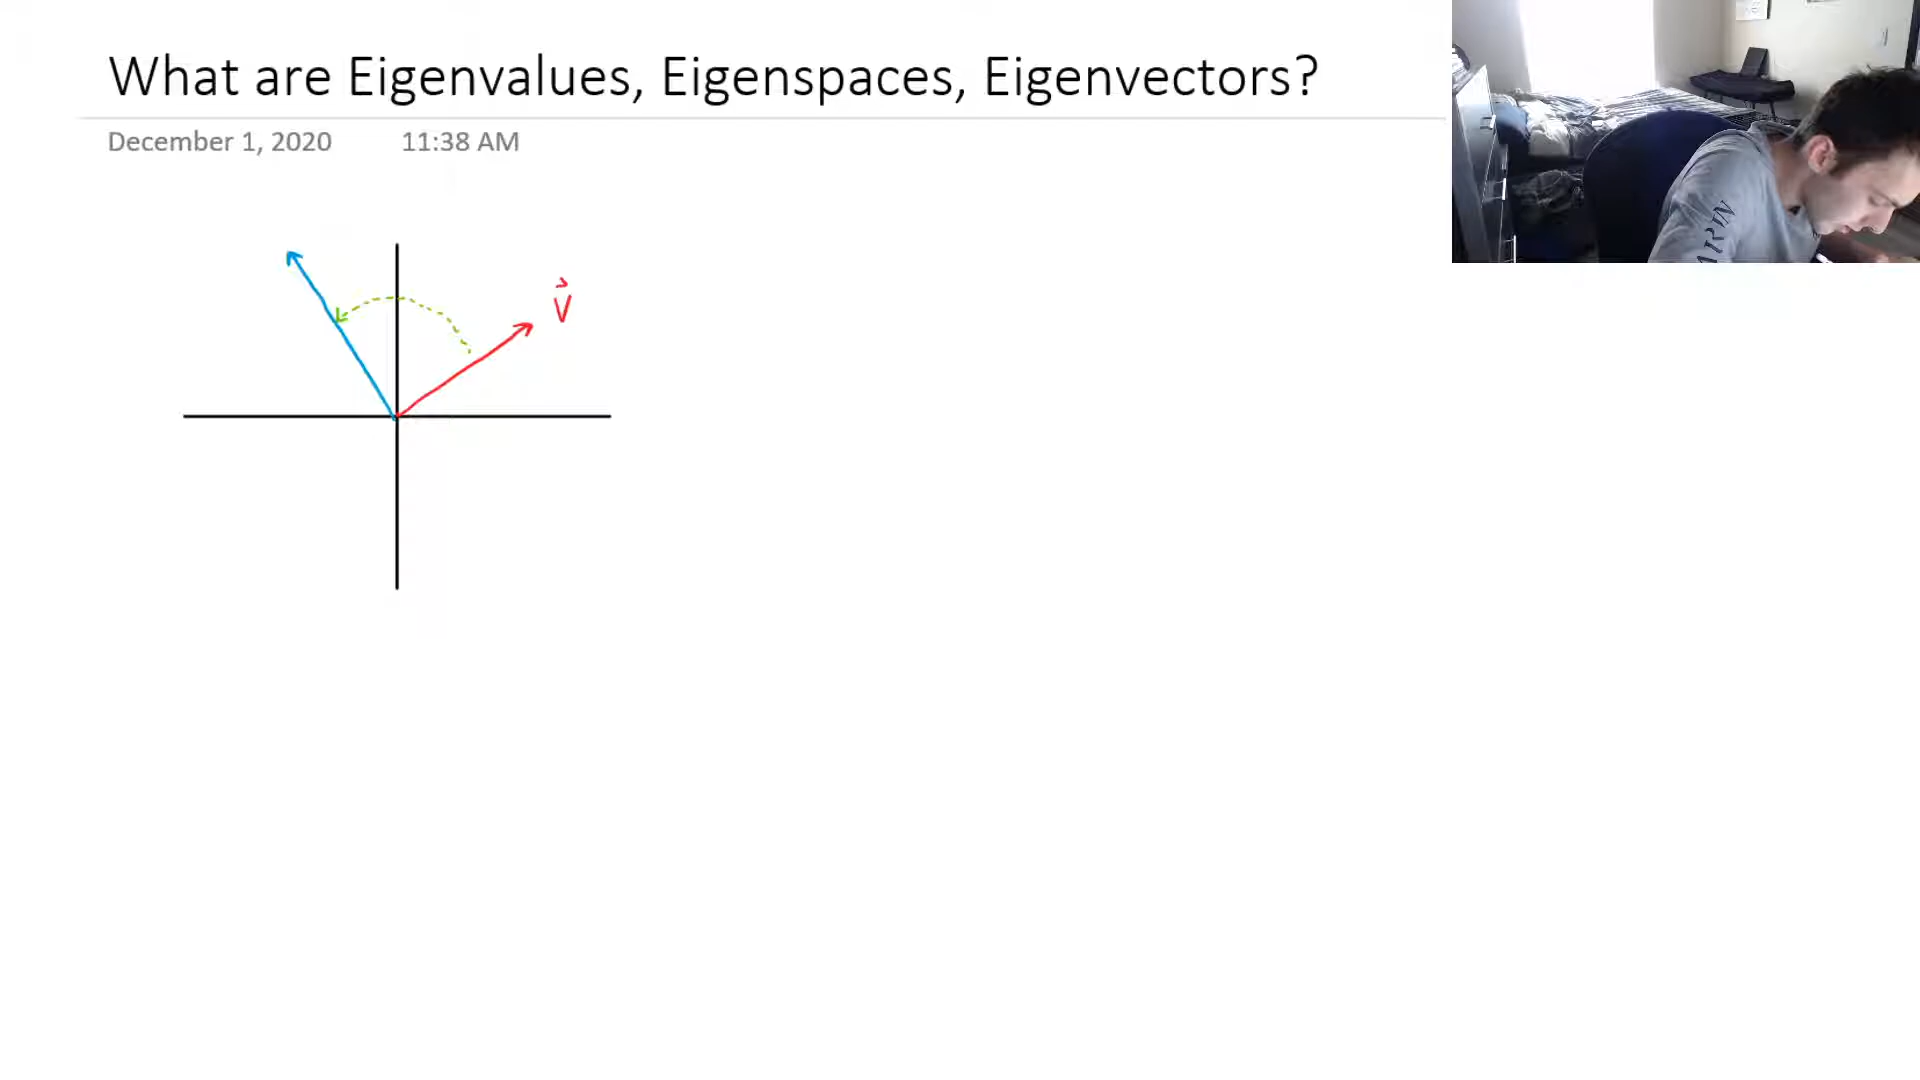 What are Eigenvalues, Eigenspaces, Eigenvectors?
December 1, 2020 11:38 AM
v⃗